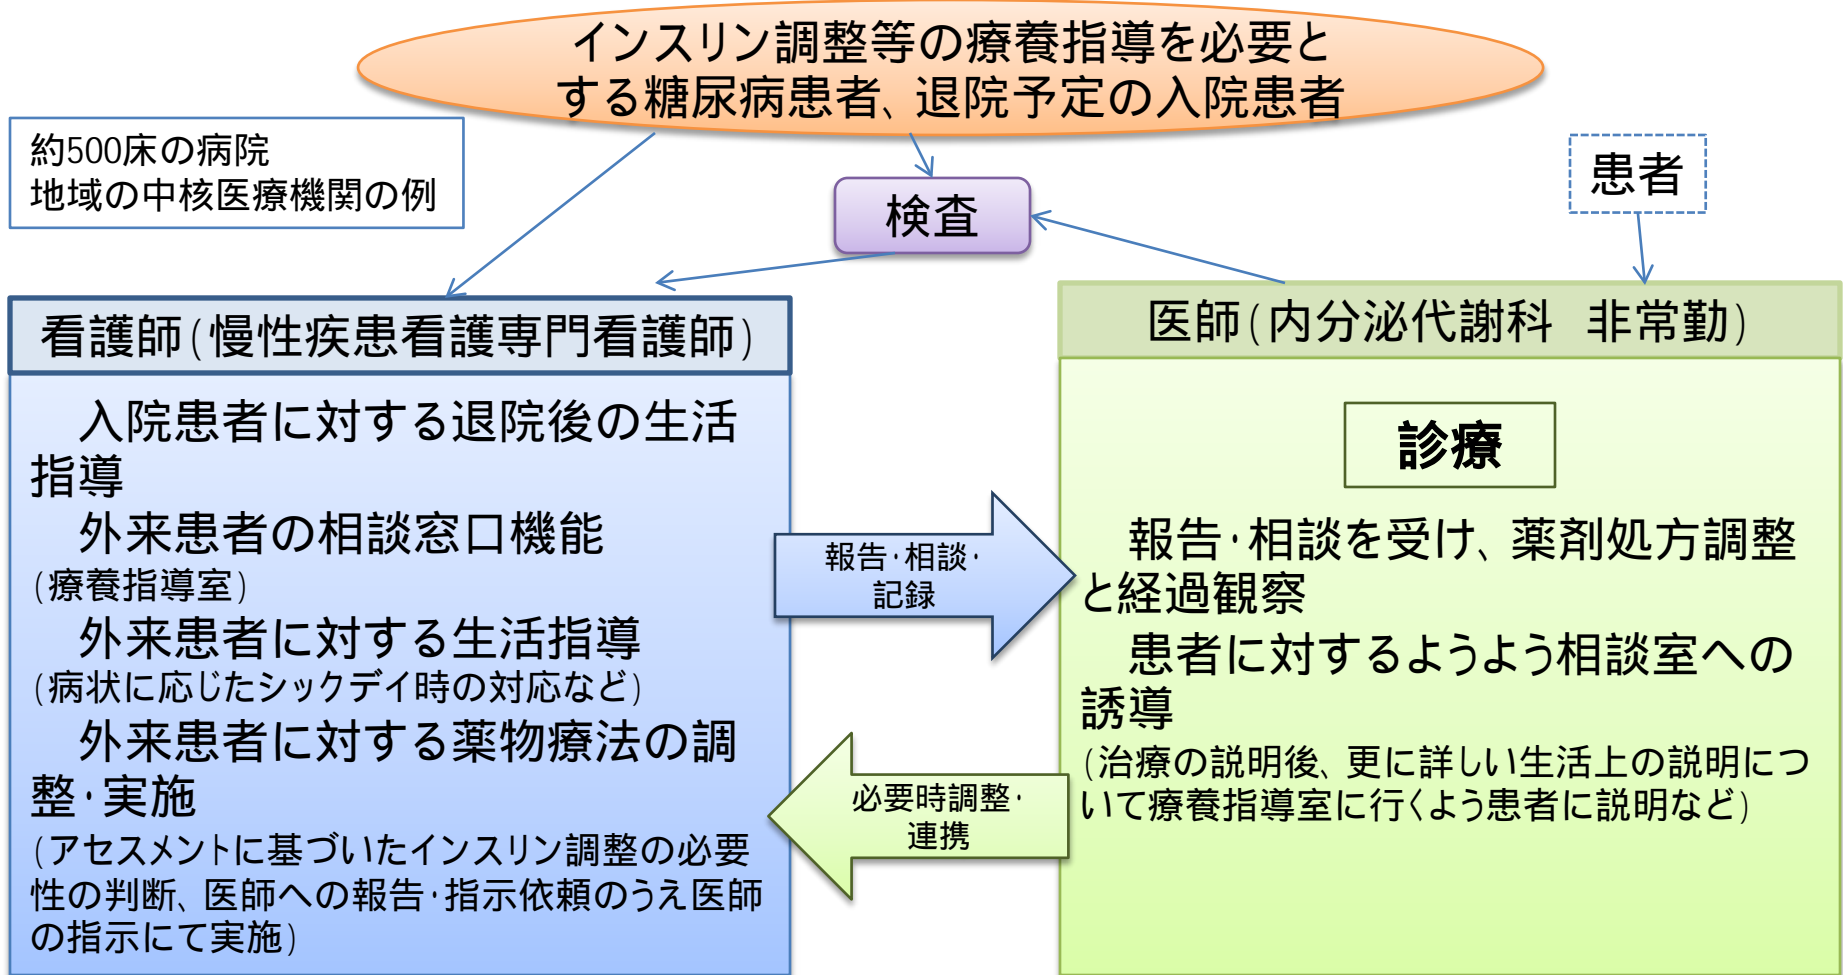 インスリン調整等の療養指導を必要と
する糖尿病患者、退院予定の入院患者
約500床の病院
地域の中核医療機関の例
検査
患者
看護師(慢性疾患看護専門看護師)
入院患者に対する退院後の生活
指導
外来患者の相談窓口機能
(療養指導室)
外来患者に対する生活指導
(病状に応じたシックデイ時の対応など)
外来患者に対する薬物療法の調
整・実施
(アセスメントに基づいたインスリン調整の必要
性の判断、医師への報告・指示依頼のうえ医師
の指示にて実施)
報告・相談・
記録
必要時調整・
連携
医師(内分泌代謝科　非常勤)
診療
報告・相談を受け、薬剤処方調整
と経過観察
患者に対するようよう相談室への
誘導
(治療の説明後、更に詳しい生活上の説明につ
いて療養指導室に行くよう患者に説明など)